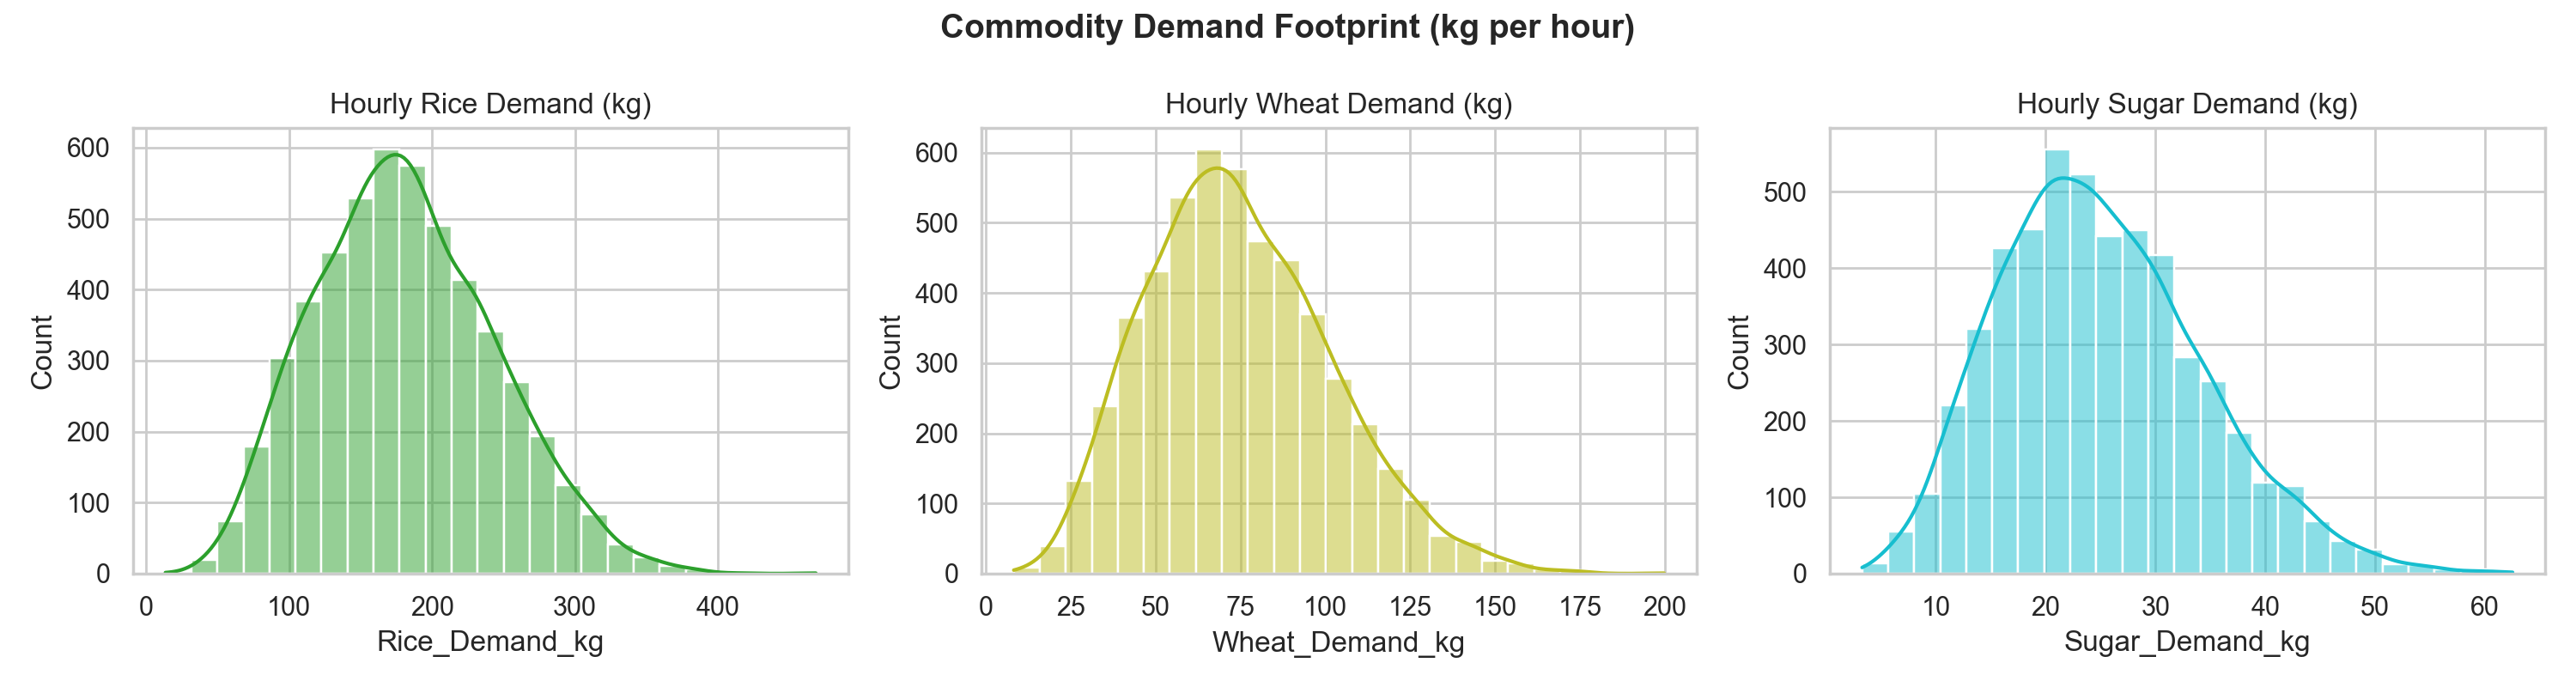 Commodity Demand Footprint (kg per hour)
Hourly Rice Demand (kg)
600
500
400
300
200
100
0
Count
0 100 200 300 400
Rice_Demand_kg
Hourly Wheat Demand (kg)
600
500
400
300
200
100
0
Count
0 25 50 75 100 125 150 175 200
Wheat_Demand_kg
Hourly Sugar Demand (kg)
500
400
300
200
100
0
Count
10 20 30 40 50 60
Sugar_Demand_kg